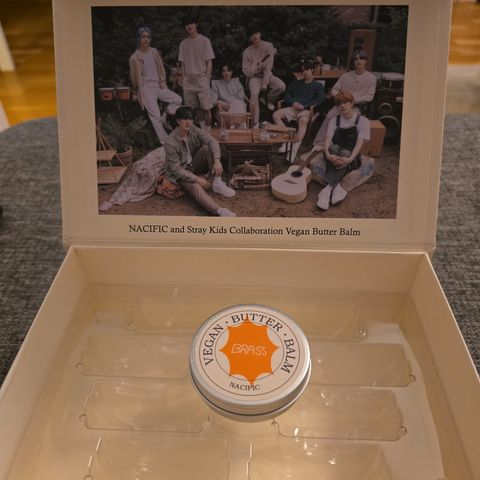 NACIFIC and Stray Kids Collaboration Vegan Butter Balm
VEGAN · BUTTER · BALM
BRASS
NACIFIC